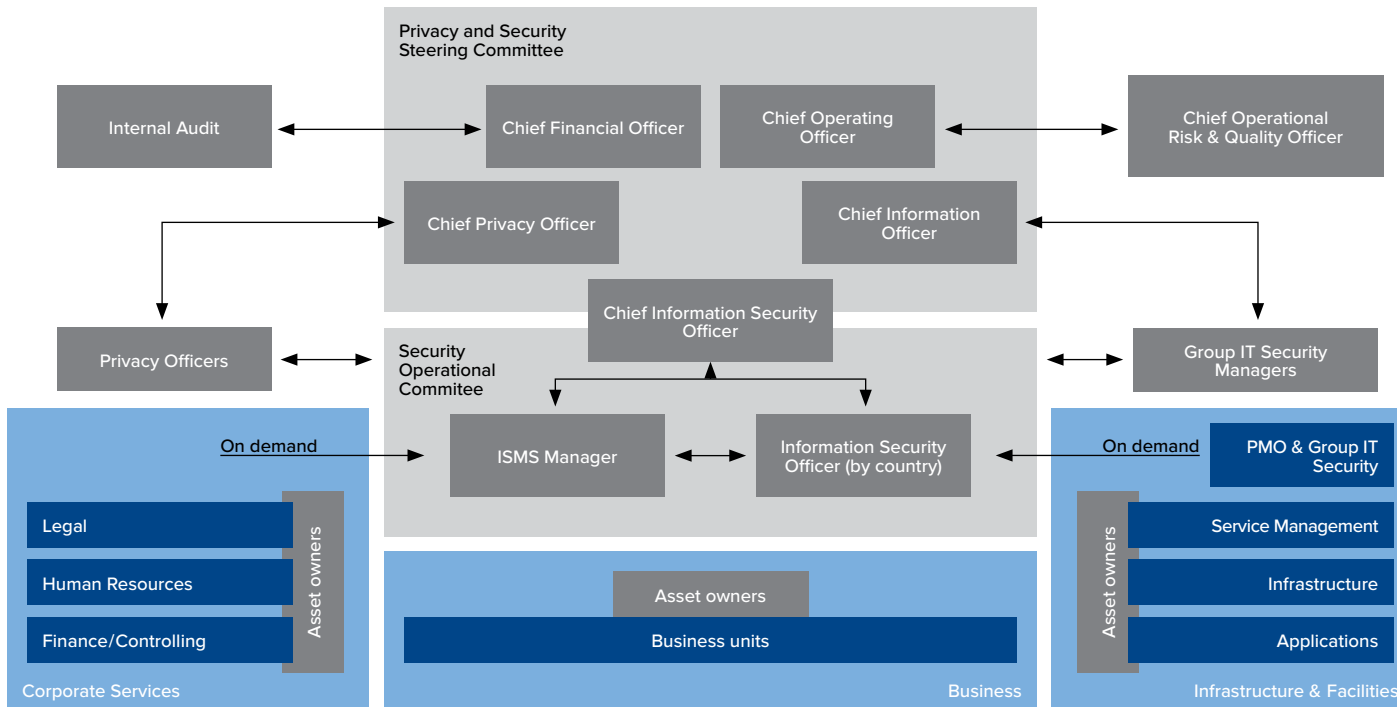 Privacy and Security
Steering Committee
Internal Audit
Chief Financial Officer
Chief Operating
Officer
Chief Operational
Risk & Quality Officer
Chief Privacy Officer
Chief Information
Officer
Chief Information Security
Officer
Privacy Officers
Security
Operational
Commitee
Group IT Security
Managers
On demand
ISMS Manager
Information Security
Officer (by country)
On demand
PMO & Group IT
Security
Legal
Human Resources
Finance/Controlling
Asset owners
Corporate Services
Asset owners
Business units
Business
Asset owners
Service Management
Infrastructure
Applications
Infrastructure & Facilities